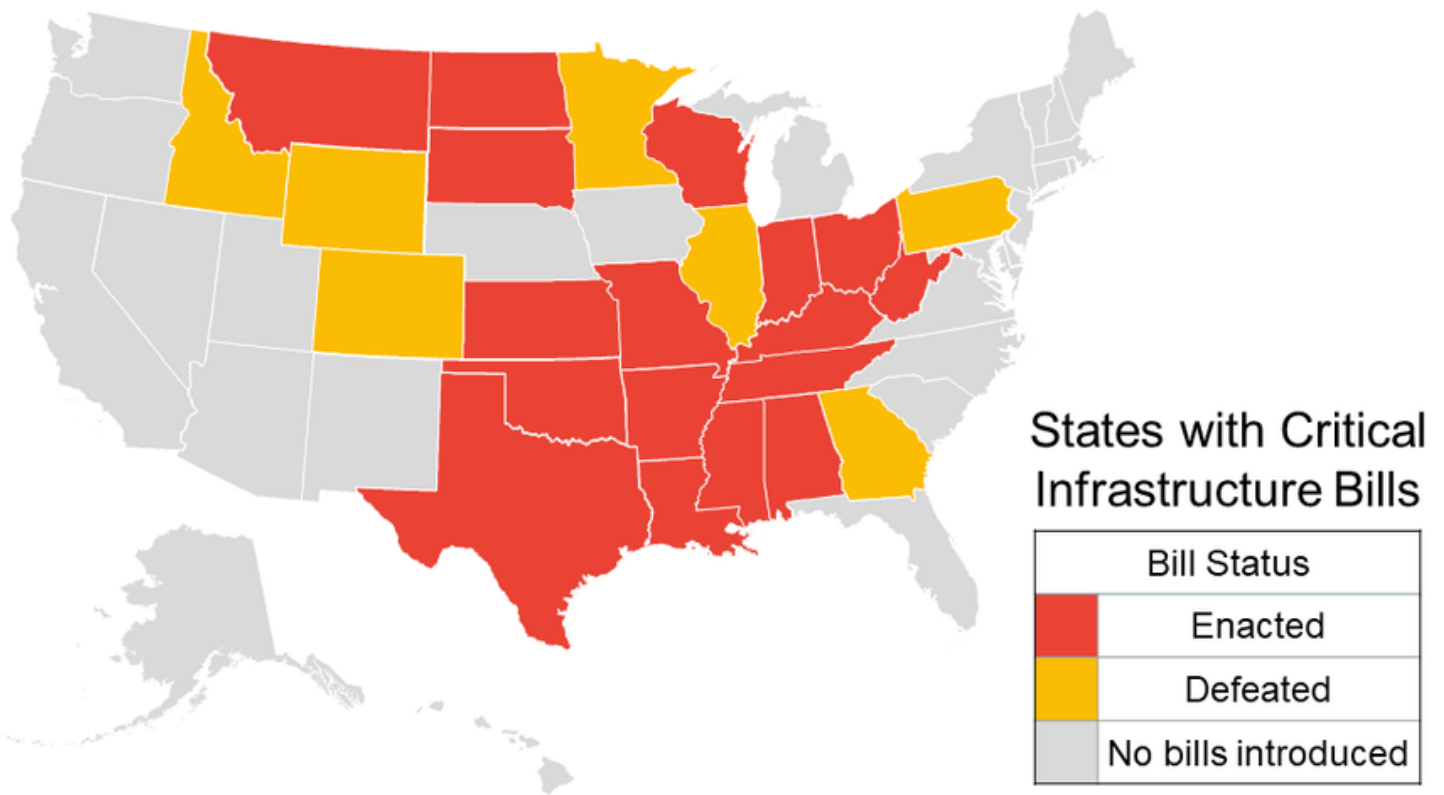 States with Critical
Infrastructure Bills
Bill Status
Enacted
Defeated
No bills introduced